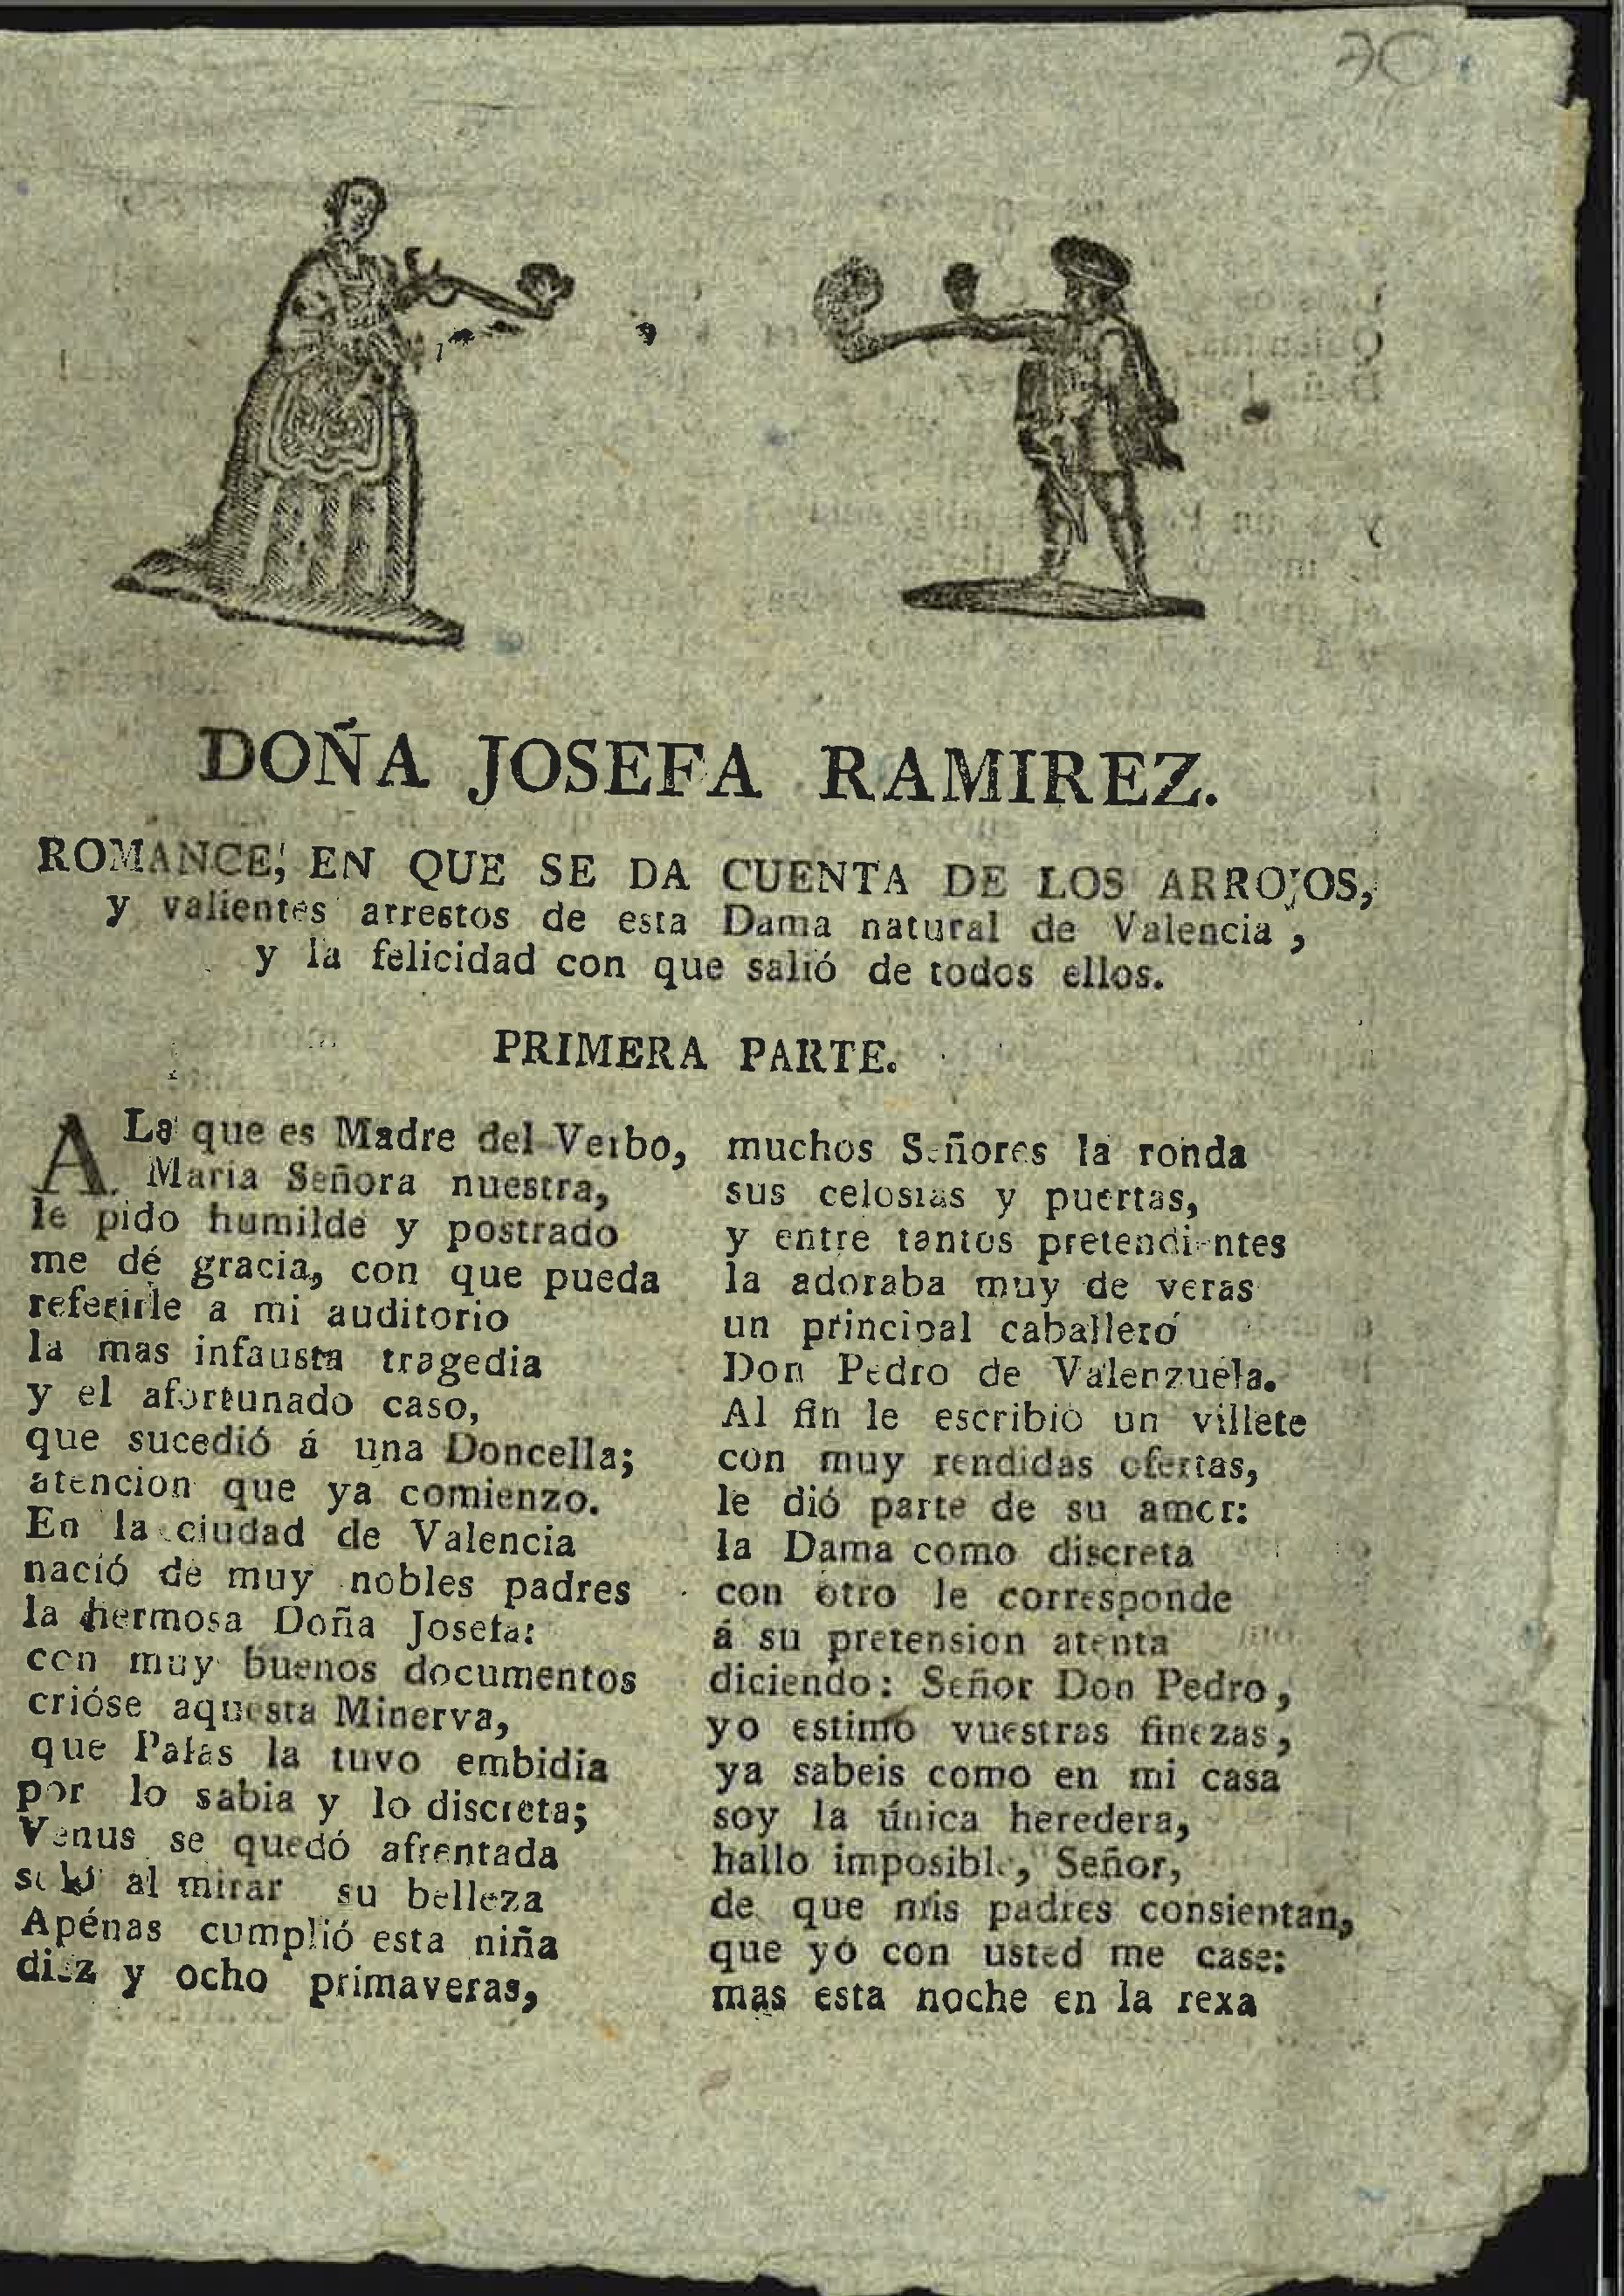 30
DOÑA JOSEFA RAMIREZ.
ROMANCE, EN QUE SE DA CUENTA DE LOS ARROJOS,
y valientes arrestos de esta Dama natural de Valencia,
y la felicidad con que salió de todos ellos.
PRIMERA PARTE.
A La que es Madre del Verbo,
Maria Señora nuestra,
le pido humilde y postrado
me dé gracia, con que pueda
referirle a mi auditorio
la mas infausta tragedia
y el afortunado caso,
que sucedió á una Doncella;
atencion que ya comienzo.
En la ciudad de Valencia
nació de muy nobles padres
la hermosa Doña Josefa:
con muy buenos documentos
crióse aquesta Minerva,
que Palas la tuvo embidia
por lo sabia y lo discreta;
Venus se quedó afrentada
solo al mirar su belleza
Apénas cumplió esta niña
diez y ocho primaveras,
muchos Señores la ronda
sus celosias y puertas,
y entre tantos pretendientes
la adoraba muy de veras
un principal caballero
Don Pedro de Valenzuela.
Al fin le escribió un villete
con muy rendidas ofertas,
le dió parte de su amor:
la Dama como discreta
con otro le corresponde
á su pretension atenta
diciendo: Señor Don Pedro,
yo estimo vuestras finezas,
ya sabeis como en mi casa
soy la única heredera,
hallo imposible, Señor,
de que mis padres consientan,
que yo con usted me case:
mas esta noche en la rexa